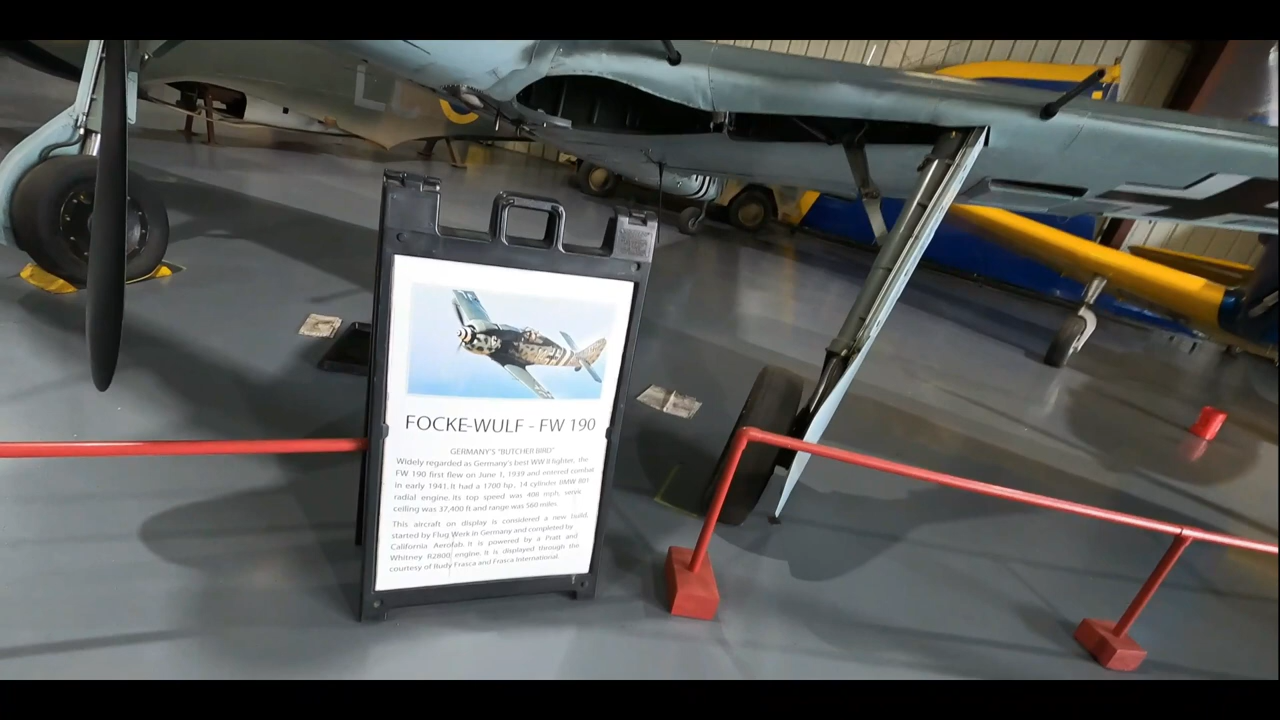 FOCKE-WULF - FW 190
GERMANY'S "BUTCHER BIRD"
Widely regarded as Germany's best WW II fighter, the
FW 190 first flew on June 1, 1939 and entered combat
in early 1941. It had a 1700 hp., 14 cylinder BMW 801
radial engine. Its top speed was 408 mph, service
ceiling was 37,400 ft and range was 560 miles.
This aircraft on display is considered a new build,
started by Flug Werk in Germany and completed by
California Aerofab. It is powered by a Pratt and
Whitney R2800 engine. It is displayed through the
courtesy of Rudy Frasca and Frasca International.
L